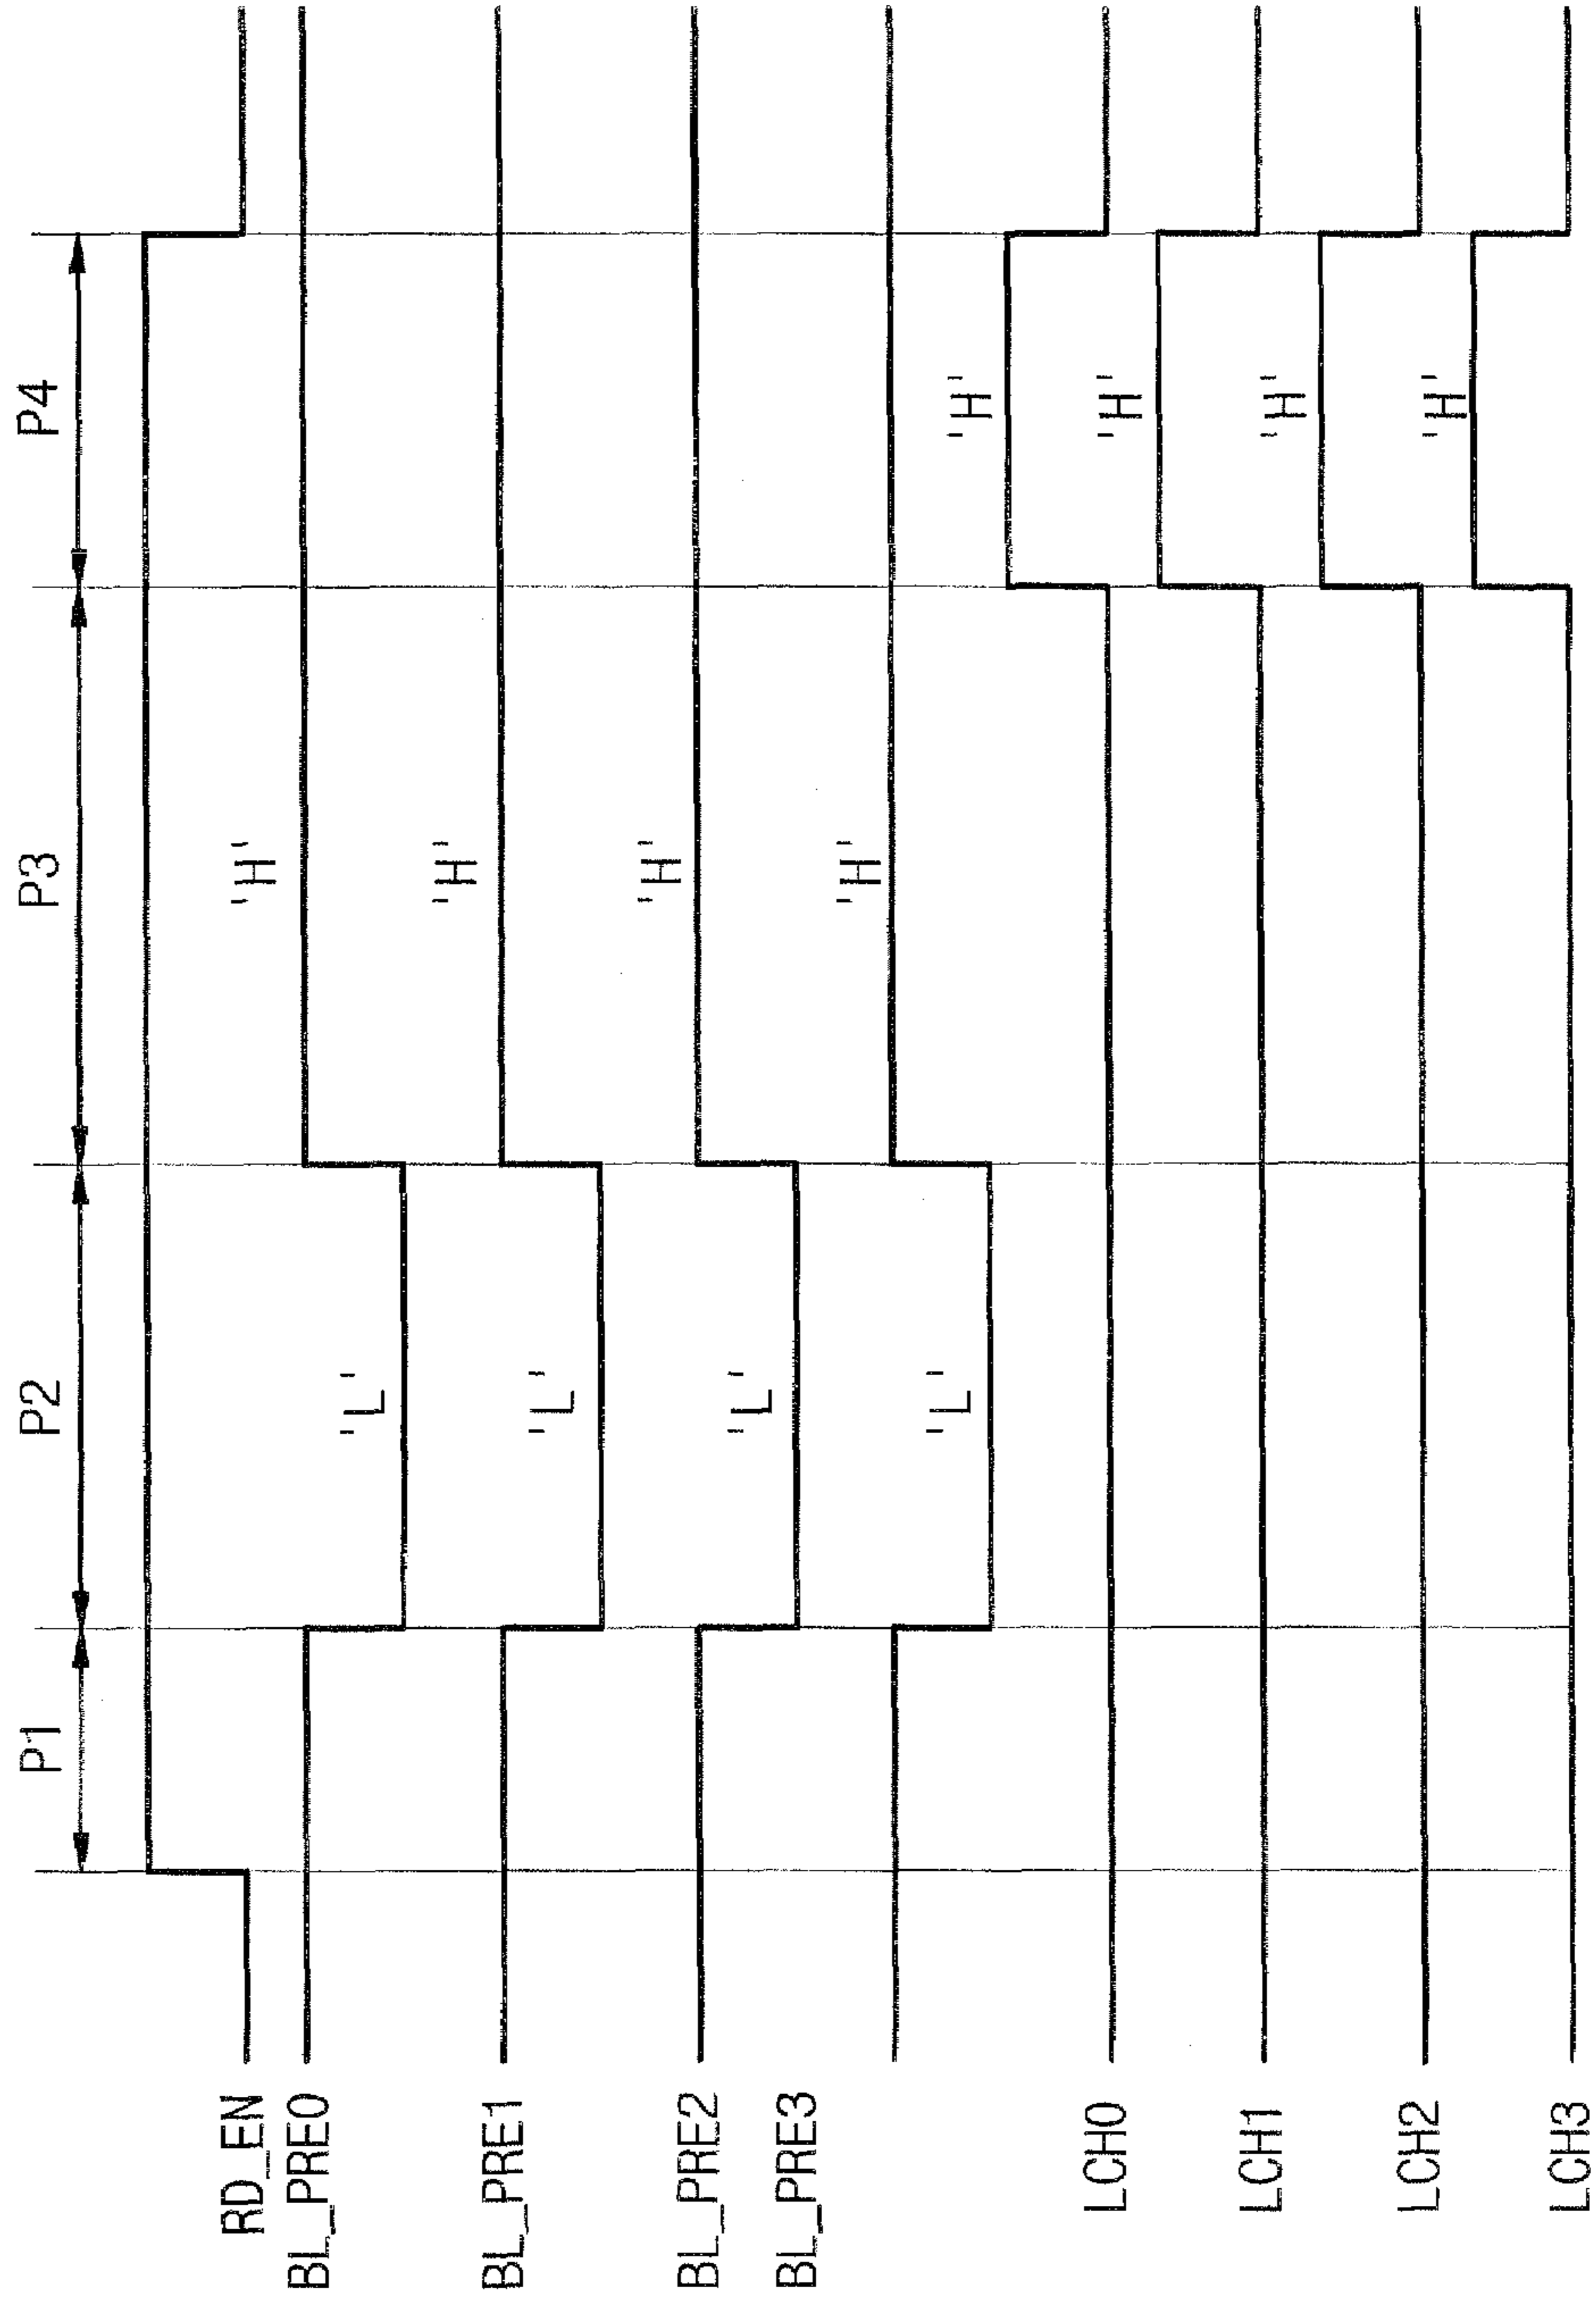 P1 P2 P3 P4
RD_EN
BL_PRE0 'L' 'H'
BL_PRE1 'L' 'H'
BL_PRE2 'L' 'H'
BL_PRE3 'L' 'H'
LCH0 'H'
LCH1 'H'
LCH2 'H'
LCH3 'H'